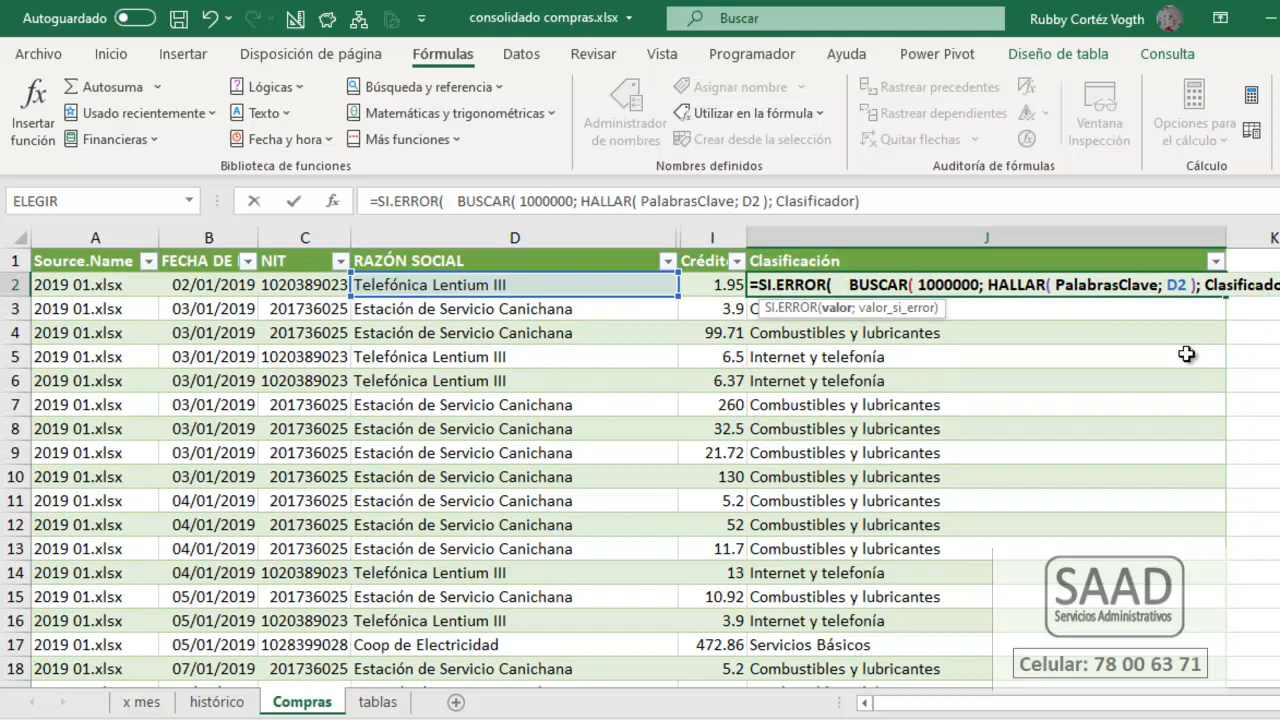 Autoguardado
consolidado compras.xlsx
Buscar
Rubby Cortéz Vogth
Archivo Inicio Insertar Disposición de página Fórmulas Datos Revisar Vista Programador Ayuda Power Pivot Diseño de tabla Consulta
fx Insertar función
Autosuma
Usado recientemente
Financieras
Lógicas
Texto
Fecha y hora
Búsqueda y referencia
Matemáticas y trigonométricas
Más funciones
Biblioteca de funciones
Administrador de nombres
Asignar nombre
Utilizar en la fórmula
Crear desde la selección
Nombres definidos
Rastrear precedentes
Rastrear dependientes
Quitar flechas
Ventana Inspección
Auditoría de fórmulas
Opciones para el cálculo
Cálculo
ELEGIR
fx
=SI.ERROR( BUSCAR( 1000000; HALLAR( PalabrasClave; D2 ); Clasificador)
A B C D I J K
1 Source.Name FECHA DE NIT RAZÓN SOCIAL Crédit Clasificación
2 2019 01.xlsx 02/01/2019 1020389023 Telefónica Lentium III 1.95 =SI.ERROR( BUSCAR( 1000000; HALLAR( PalabrasClave; D2 ); Clasificado
SI.ERROR(valor; valor_si_error)
3 2019 01.xlsx 03/01/2019 201736025 Estación de Servicio Canichana 3.9 C
4 2019 01.xlsx 03/01/2019 201736025 Estación de Servicio Canichana 99.71 Combustibles y lubricantes
5 2019 01.xlsx 03/01/2019 1020389023 Telefónica Lentium III 6.5 Internet y telefonía
6 2019 01.xlsx 03/01/2019 1020389023 Telefónica Lentium III 6.37 Internet y telefonía
7 2019 01.xlsx 03/01/2019 201736025 Estación de Servicio Canichana 260 Combustibles y lubricantes
8 2019 01.xlsx 03/01/2019 201736025 Estación de Servicio Canichana 32.5 Combustibles y lubricantes
9 2019 01.xlsx 03/01/2019 201736025 Estación de Servicio Canichana 21.72 Combustibles y lubricantes
10 2019 01.xlsx 03/01/2019 201736025 Estación de Servicio Canichana 130 Combustibles y lubricantes
11 2019 01.xlsx 04/01/2019 201736025 Estación de Servicio Canichana 5.2 Combustibles y lubricantes
12 2019 01.xlsx 04/01/2019 201736025 Estación de Servicio Canichana 52 Combustibles y lubricantes
13 2019 01.xlsx 04/01/2019 201736025 Estación de Servicio Canichana 11.7 Combustibles y lubricantes
14 2019 01.xlsx 04/01/2019 1020389023 Telefónica Lentium III 13 Internet y telefonía
15 2019 01.xlsx 05/01/2019 201736025 Estación de Servicio Canichana 10.92 Combustibles y lubricantes
16 2019 01.xlsx 05/01/2019 1020389023 Telefónica Lentium III 3.9 Internet y telefonía
17 2019 01.xlsx 05/01/2019 1028399028 Coop de Electricidad 472.86 Servicios Básicos
18 2019 01.xlsx 07/01/2019 201736025 Estación de Servicio Canichana 5.2 Combustibles y lubricantes
SAAD
Servicios Administrativos
Celular: 78 00 63 71
x mes histórico Compras tablas